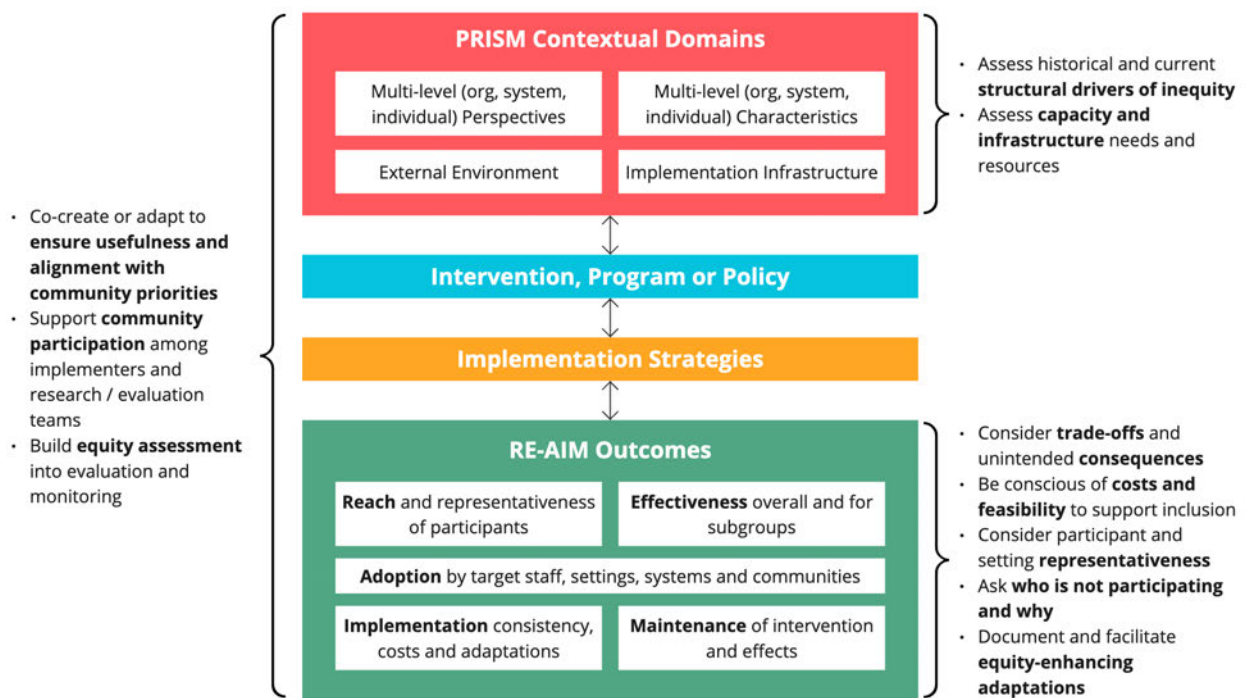 PRISM Contextual Domains
Multi-level (org, system,
individual) Perspectives
Multi-level (org, system,
individual) Characteristics
External Environment
Implementation Infrastructure
• Assess historical and current
structural drivers of inequity
• Assess capacity and
infrastructure needs and
resources
• Co-create or adapt to
ensure usefulness and
alignment with
community priorities
• Support community
participation among
implementers and
research / evaluation
teams
• Build equity assessment
into evaluation and
monitoring
Intervention, Program or Policy
Implementation Strategies
RE-AIM Outcomes
Reach and representativeness
of participants
Effectiveness overall and for
subgroups
Adoption by target staff, settings, systems and communities
Implementation consistency,
costs and adaptations
Maintenance of intervention
and effects
• Consider trade-offs and
unintended consequences
• Be conscious of costs and
feasibility to support inclusion
• Consider participant and
setting representativeness
• Ask who is not participating
and why
• Document and facilitate
equity-enhancing
adaptations